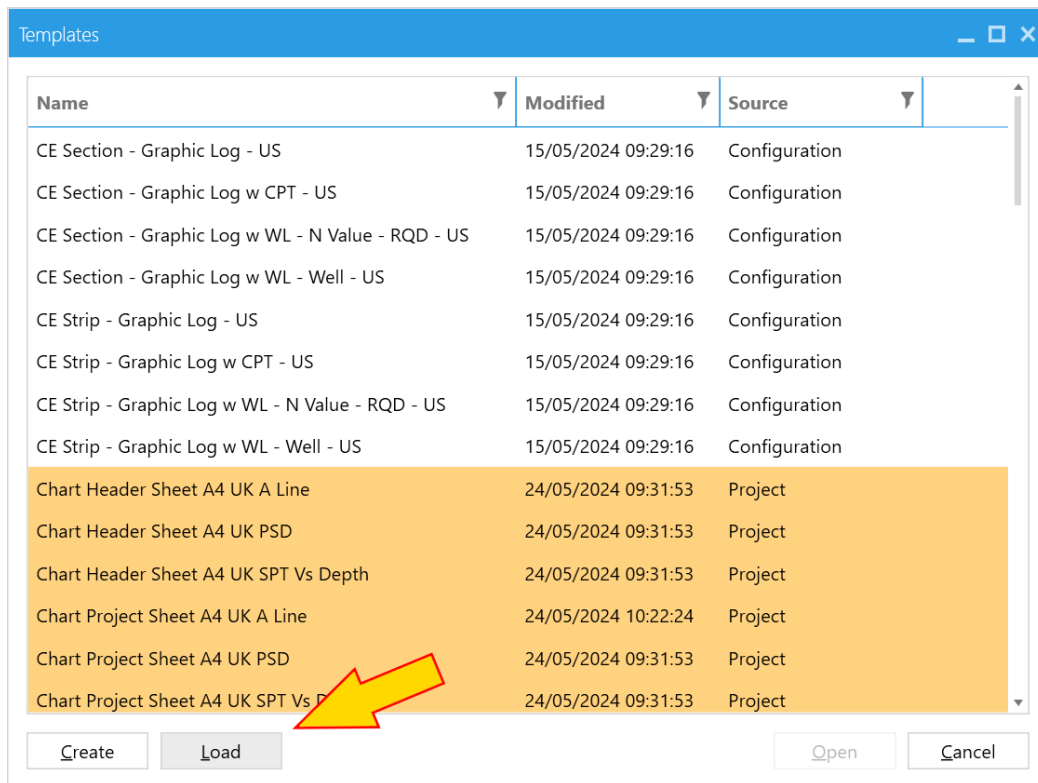 Templates
Name Modified Source
CE Section - Graphic Log - US 15/05/2024 09:29:16 Configuration
CE Section - Graphic Log w CPT - US 15/05/2024 09:29:16 Configuration
CE Section - Graphic Log w WL - N Value - RQD - US 15/05/2024 09:29:16 Configuration
CE Section - Graphic Log w WL - Well - US 15/05/2024 09:29:16 Configuration
CE Strip - Graphic Log - US 15/05/2024 09:29:16 Configuration
CE Strip - Graphic Log w CPT - US 15/05/2024 09:29:16 Configuration
CE Strip - Graphic Log w WL - N Value - RQD - US 15/05/2024 09:29:16 Configuration
CE Strip - Graphic Log w WL - Well - US 15/05/2024 09:29:16 Configuration
Chart Header Sheet A4 UK A Line 24/05/2024 09:31:53 Project
Chart Header Sheet A4 UK PSD 24/05/2024 09:31:53 Project
Chart Header Sheet A4 UK SPT Vs Depth 24/05/2024 09:31:53 Project
Chart Project Sheet A4 UK A Line 24/05/2024 10:22:24 Project
Chart Project Sheet A4 UK PSD 24/05/2024 09:31:53 Project
Chart Project Sheet A4 UK SPT Vs 24/05/2024 09:31:53 Project
Create Load Open Cancel